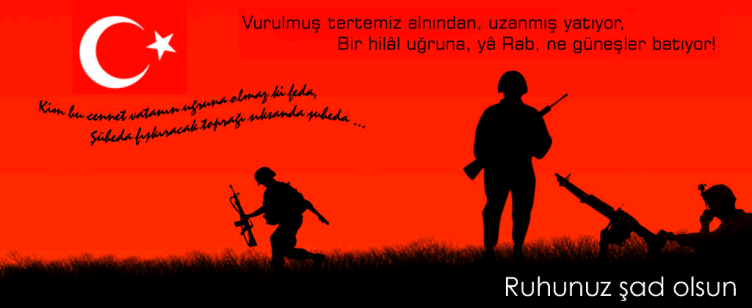 Vurulmuş tertemiz alnından, uzanmış yatıyor,
Bir hilâl uğruna, yâ Rab, ne güneşler batıyor!
Kim bu cennet vatanın uğruna olmaz ki feda,
Şüheda fışkıracak toprağı sıksanda şuheda ...
Ruhunuz şad olsun